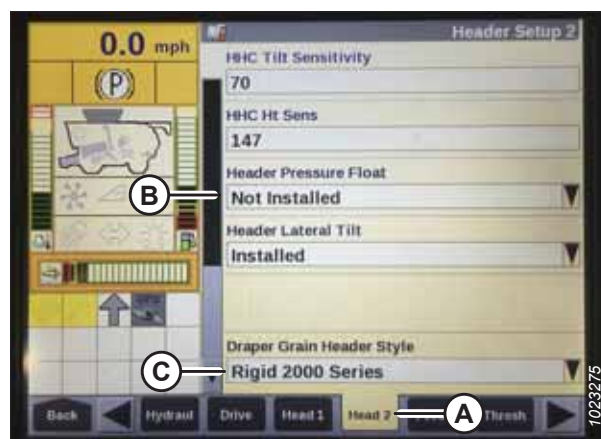 0.0 mph
Header Setup 2
(P)
HHC Tilt Sensitivity
70
HHC Ht Sens
147
Header Pressure Float
B
Not Installed
Header Lateral Tilt
Installed
Draper Grain Header Style
C
Rigid 2000 Series
Back
Hydraul
Drive
Head 1
Head 2
A
Thresh
1023275